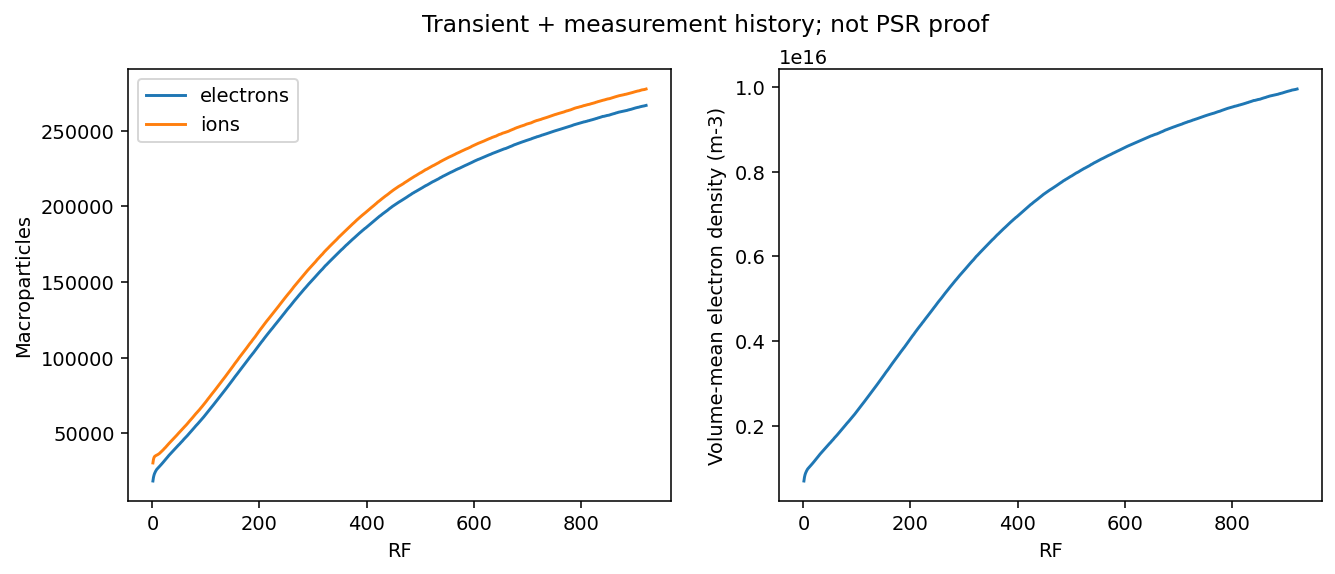 Transient + measurement history; not PSR proof
electrons
ions
Macroparticles
250000
200000
150000
100000
50000
0
200
400
600
800
RF
1e16
Volume-mean electron density (m-3)
1.0
0.8
0.6
0.4
0.2
0
200
400
600
800
RF